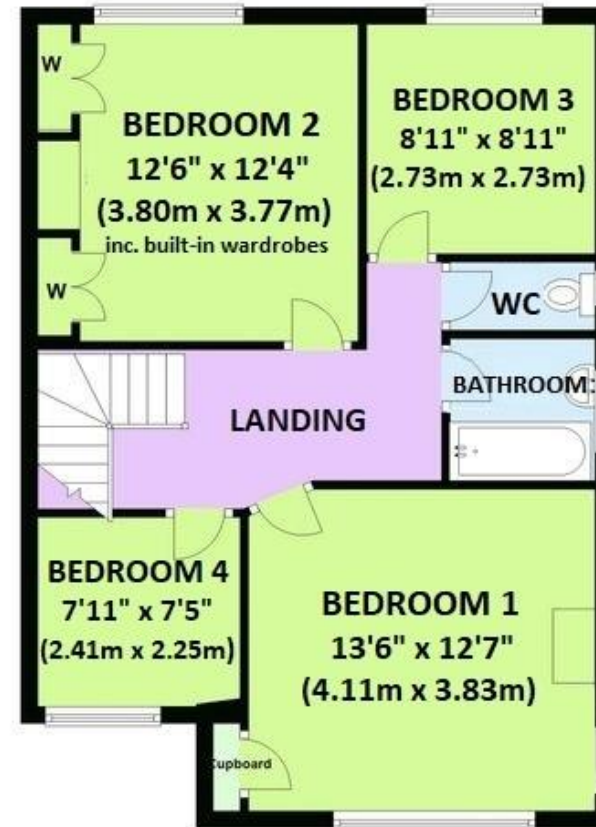 W
BEDROOM 2
12'6" x 12'4"
(3.80m x 3.77m)
inc. built-in wardrobes
W
BEDROOM 3
8'11" x 8'11"
(2.73m x 2.73m)
WC
BATHROOM
LANDING
BEDROOM 4
7'11" x 7'5"
(2.41m x 2.25m)
BEDROOM 1
13'6" x 12'7"
(4.11m x 3.83m)
Cupboard